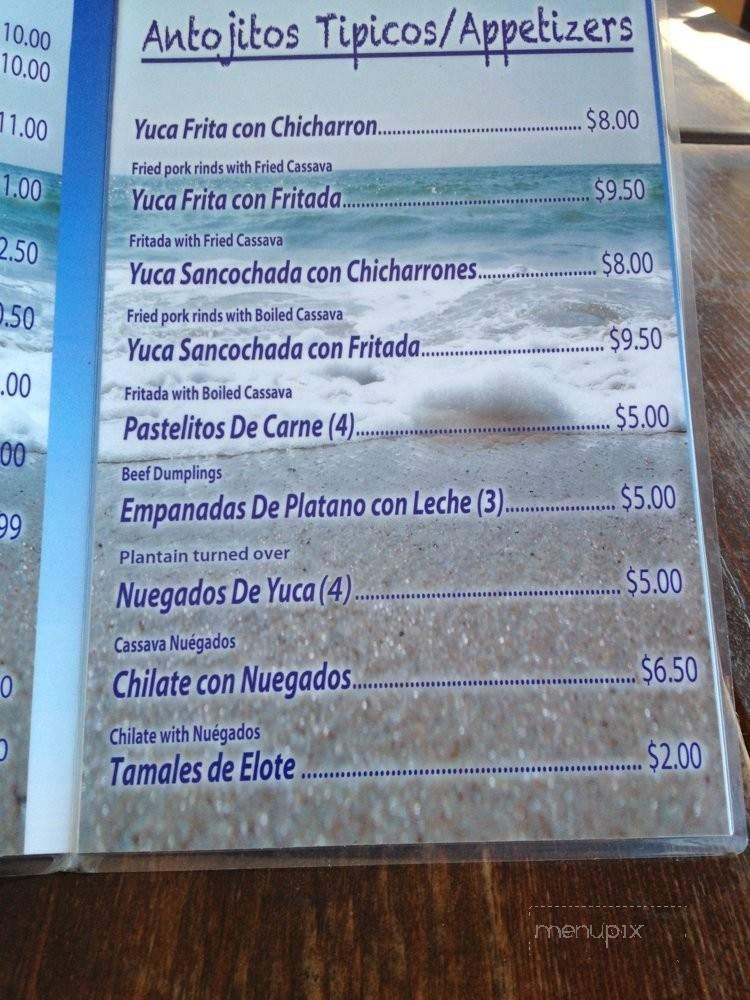 10.00
10.00
11.00
1.00
2.50
.50
.00
00
99
0
0
Antojitos Tipicos/Appetizers
Yuca Frita con Chicharron.................................................. $8.00
Fried pork rinds with Fried Cassava
Yuca Frita con Fritada............................................................ $9.50
Fritada with Fried Cassava
Yuca Sancochada con Chicharrones............................. $8.00
Fried pork rinds with Boiled Cassava
Yuca Sancochada con Fritada............................................ $9.50
Fritada with Boiled Cassava
Pastelitos De Carne (4)............................................................ $5.00
Beef Dumplings
Empanadas De Platano con Leche (3)......................... $5.00
Plantain turned over
Nuegados De Yuca (4)............................................................ $5.00
Cassava Nuégados
Chilate con Nuegados............................................................ $6.50
Chilate with Nuégados
Tamales de Elote .................................................................. $2.00
menupix